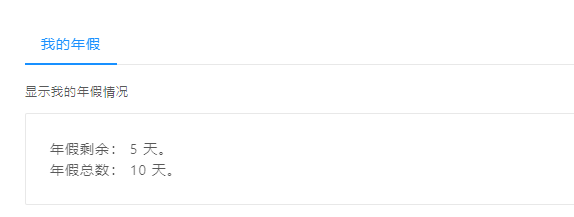 我的年假
显示我的年假情况
年假剩余： 5 天。
年假总数： 10 天。